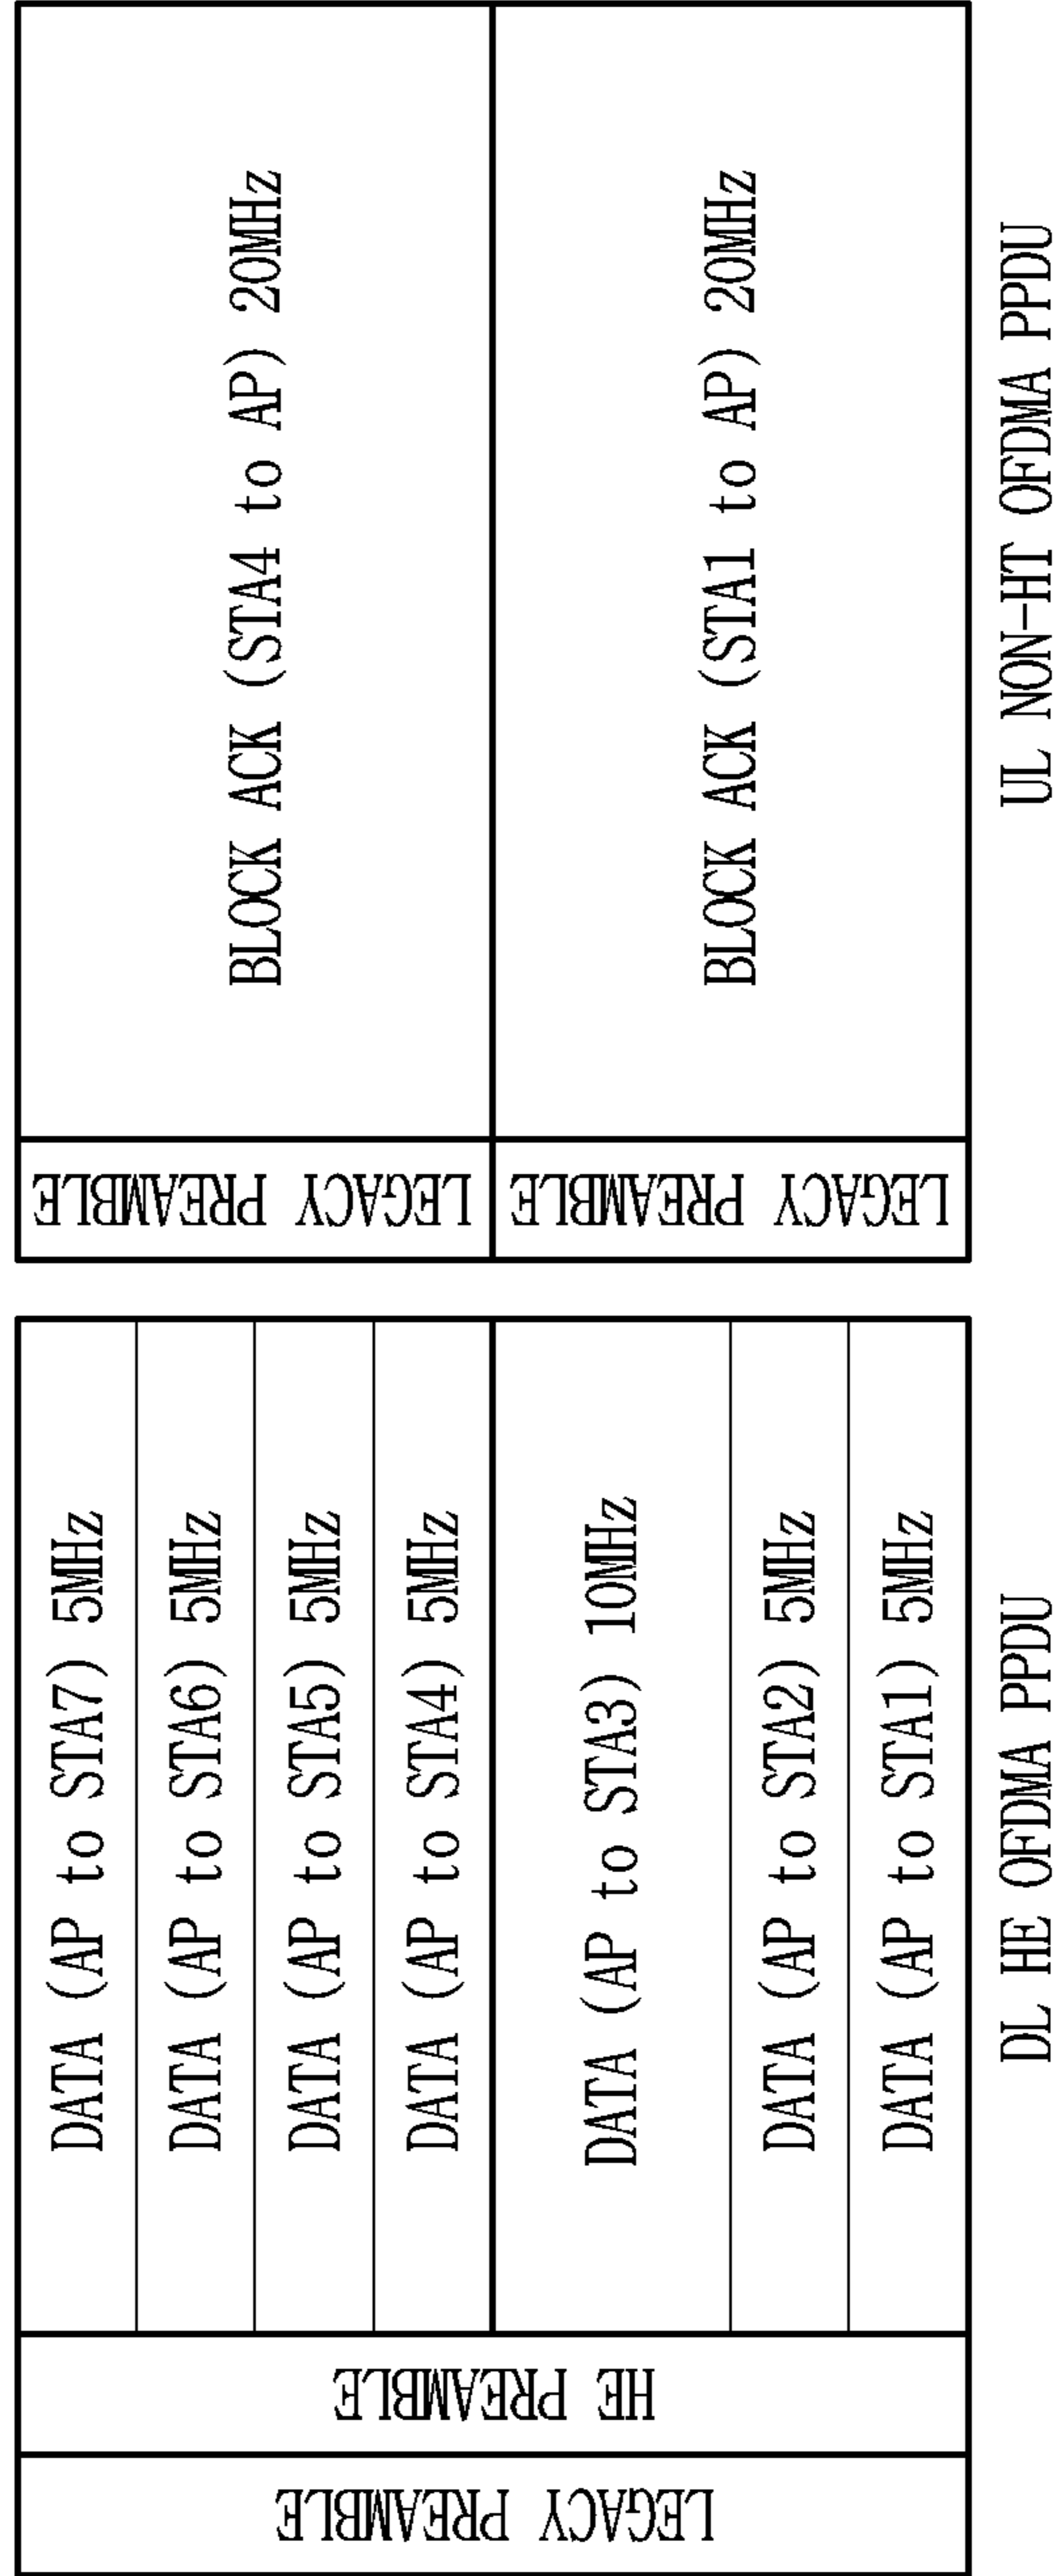 LEGACY PREAMBLE
HE PREAMBLE
DATA (AP to STA7) 5MHz
DATA (AP to STA6) 5MHz
DATA (AP to STA5) 5MHz
DATA (AP to STA4) 5MHz
DATA (AP to STA3) 10MHz
DATA (AP to STA2) 5MHz
DATA (AP to STA1) 5MHz
DL HE OFDMA PPDU
LEGACY PREAMBLE
BLOCK ACK (STA4 to AP) 20MHz
LEGACY PREAMBLE
BLOCK ACK (STA1 to AP) 20MHz
UL NON-HT OFDMA PPDU